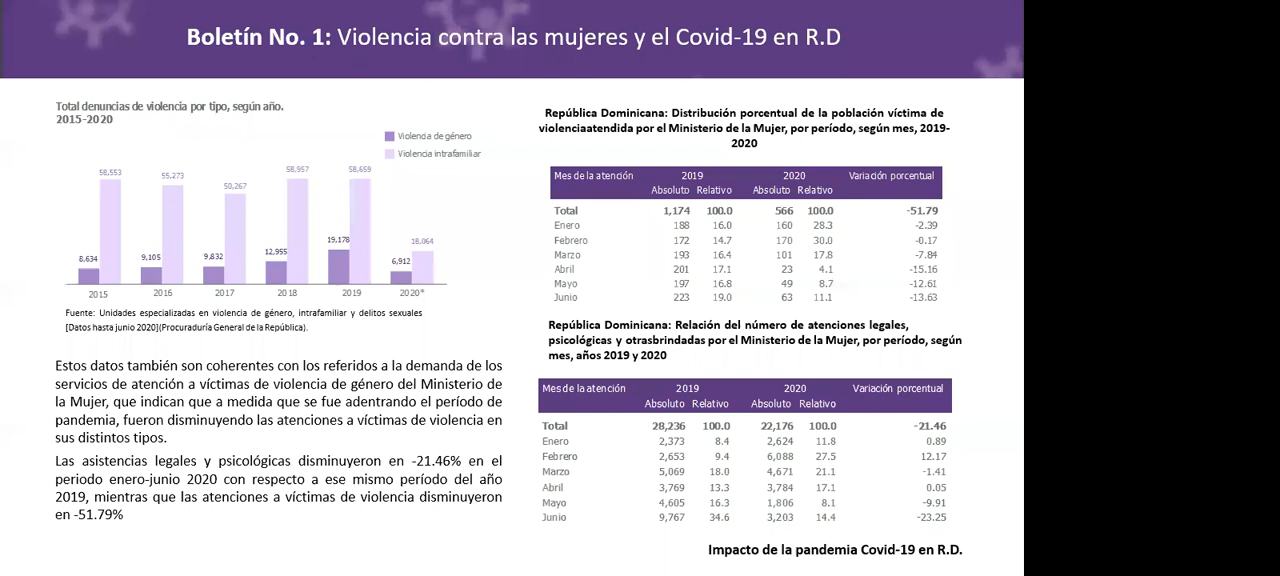 Boletín No. 1: Violencia contra las mujeres y el Covid-19 en R.D
Total denuncias de violencia por tipo, según año.
2015-2020
Violencia de género
Violencia intrafamiliar
58,553
55,273
50,267
58,957
58,659
18,064
8,634
9,105
9,832
12,955
19,178
6,912
2015 2016 2017 2018 2019 2020*
Fuente: Unidades especializadas en violencia de género, intrafamiliar y delitos sexuales
[Datos hasta junio 2020](Procuraduría General de la República).
Estos datos también son coherentes con los referidos a la demanda de los
servicios de atención a víctimas de violencia de género del Ministerio de
la Mujer, que indican que a medida que se fue adentrando el período de
pandemia, fueron disminuyendo las atenciones a víctimas de violencia en
sus distintos tipos.
Las asistencias legales y psicológicas disminuyeron en -21.46% en el
periodo enero-junio 2020 con respecto a ese mismo período del año
2019, mientras que las atenciones a víctimas de violencia disminuyeron
en -51.79%
República Dominicana: Distribución porcentual de la población víctima de
violenciaatendida por el Ministerio de la Mujer, por período, según mes, 2019-
2020
Mes de la atención 2019 2020 Variación porcentual
Absoluto Relativo Absoluto Relativo
Total 1,174 100.0 566 100.0 -51.79
Enero 188 16.0 160 28.3 -2.39
Febrero 172 14.7 170 30.0 -0.17
Marzo 193 16.4 101 17.8 -7.84
Abril 201 17.1 23 4.1 -15.16
Mayo 197 16.8 49 8.7 -12.61
Junio 223 19.0 63 11.1 -13.63
República Dominicana: Relación del número de atenciones legales,
psicológicas y otrasbrindadas por el Ministerio de la Mujer, por período, según
mes, años 2019 y 2020
Mes de la atención 2019 2020 Variación porcentual
Absoluto Relativo Absoluto Relativo
Total 28,236 100.0 22,176 100.0 -21.46
Enero 2,373 8.4 2,624 11.8 0.89
Febrero 2,653 9.4 6,088 27.5 12.17
Marzo 5,069 18.0 4,671 21.1 -1.41
Abril 3,769 13.3 3,784 17.1 0.05
Mayo 4,605 16.3 1,806 8.1 -9.91
Junio 9,767 34.6 3,203 14.4 -23.25
Impacto de la pandemia Covid-19 en R.D.